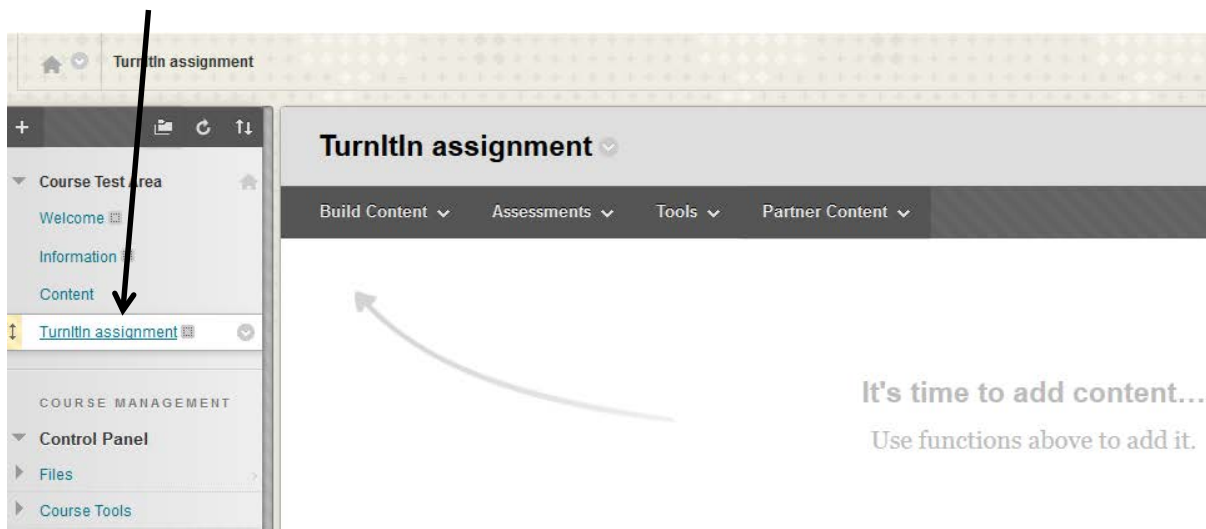 TurnItIn assignment
TurnItIn assignment
Build Content Assessments Tools Partner Content
Course Test Area
Welcome
Information
Content
TurnItIn assignment
COURSE MANAGEMENT
Control Panel
Files
Course Tools
It's time to add content...
Use functions above to add it.